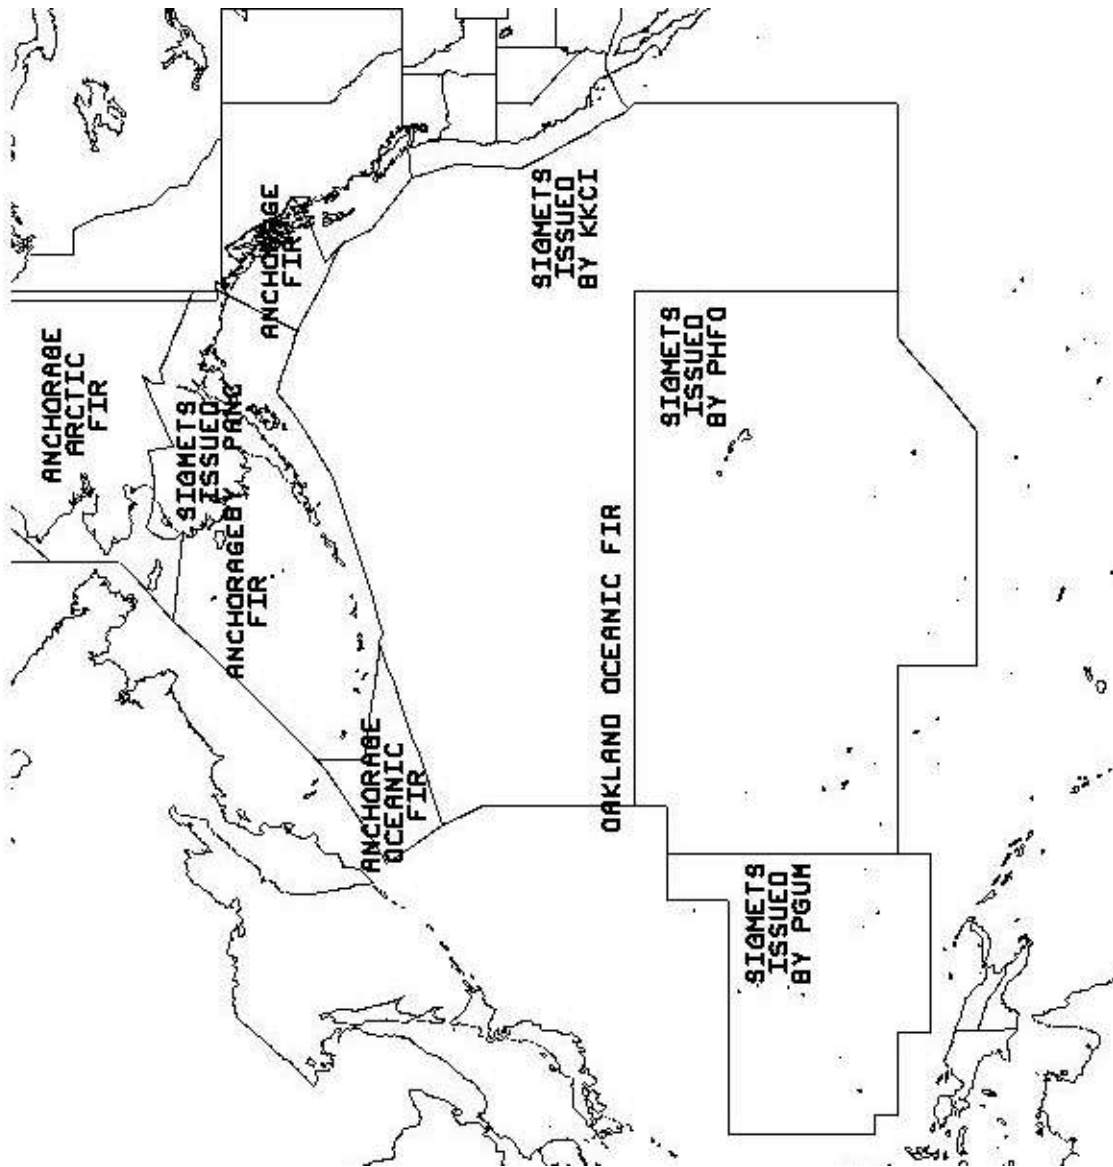 ANCHORAGE
ARCTIC
FIR
SIGMETS
ISSUED
BY PANC
ANCHORAGE
FIR
ANCHORAGE
FIR
ANCHORAGE
OCEANIC
FIR
SIGMETS
ISSUED
BY KKCI
OAKLAND OCEANIC FIR
SIGMETS
ISSUED
BY PHFO
SIGMETS
ISSUED
BY PGUM